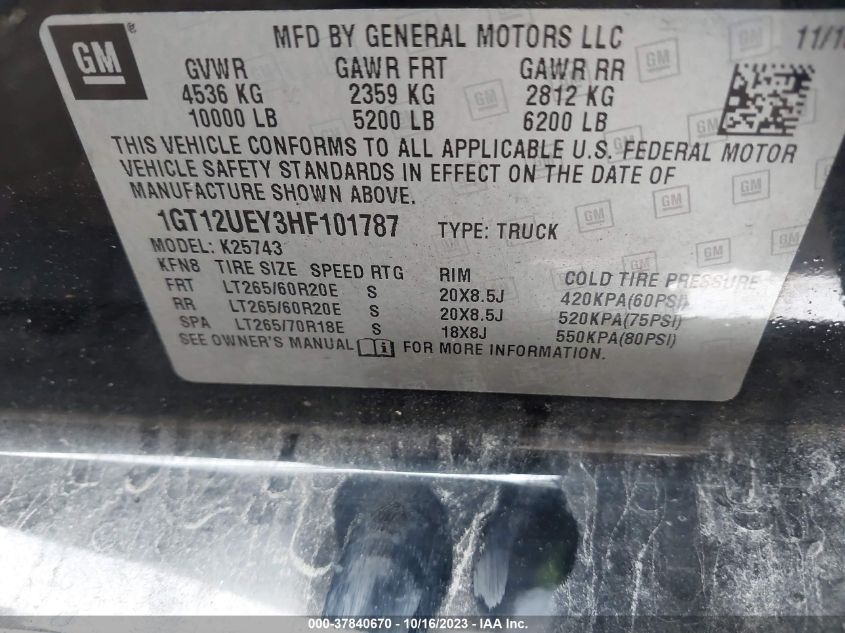 GM ®
MFD BY GENERAL MOTORS LLC
GVWR GAWR FRT GAWR RR
4536 KG 2359 KG 2812 KG
10000 LB 5200 LB 6200 LB
THIS VEHICLE CONFORMS TO ALL APPLICABLE U.S. FEDERAL MOTOR
VEHICLE SAFETY STANDARDS IN EFFECT ON THE DATE OF
MANUFACTURE SHOWN ABOVE.
1GT12UEY3HF101787 TYPE: TRUCK
MODEL: K25743
KFN8 TIRE SIZE SPEED RTG RIM COLD TIRE PRESSURE
FRT LT265/60R20E S 20X8.5J 420KPA(60PSI)
RR LT265/60R20E S 20X8.5J 520KPA(75PSI)
SPA LT265/70R18E S 18X8J 550KPA(80PSI)
SEE OWNER'S MANUAL FOR MORE INFORMATION.
000-37840670 - 10/16/2023 - IAA Inc.